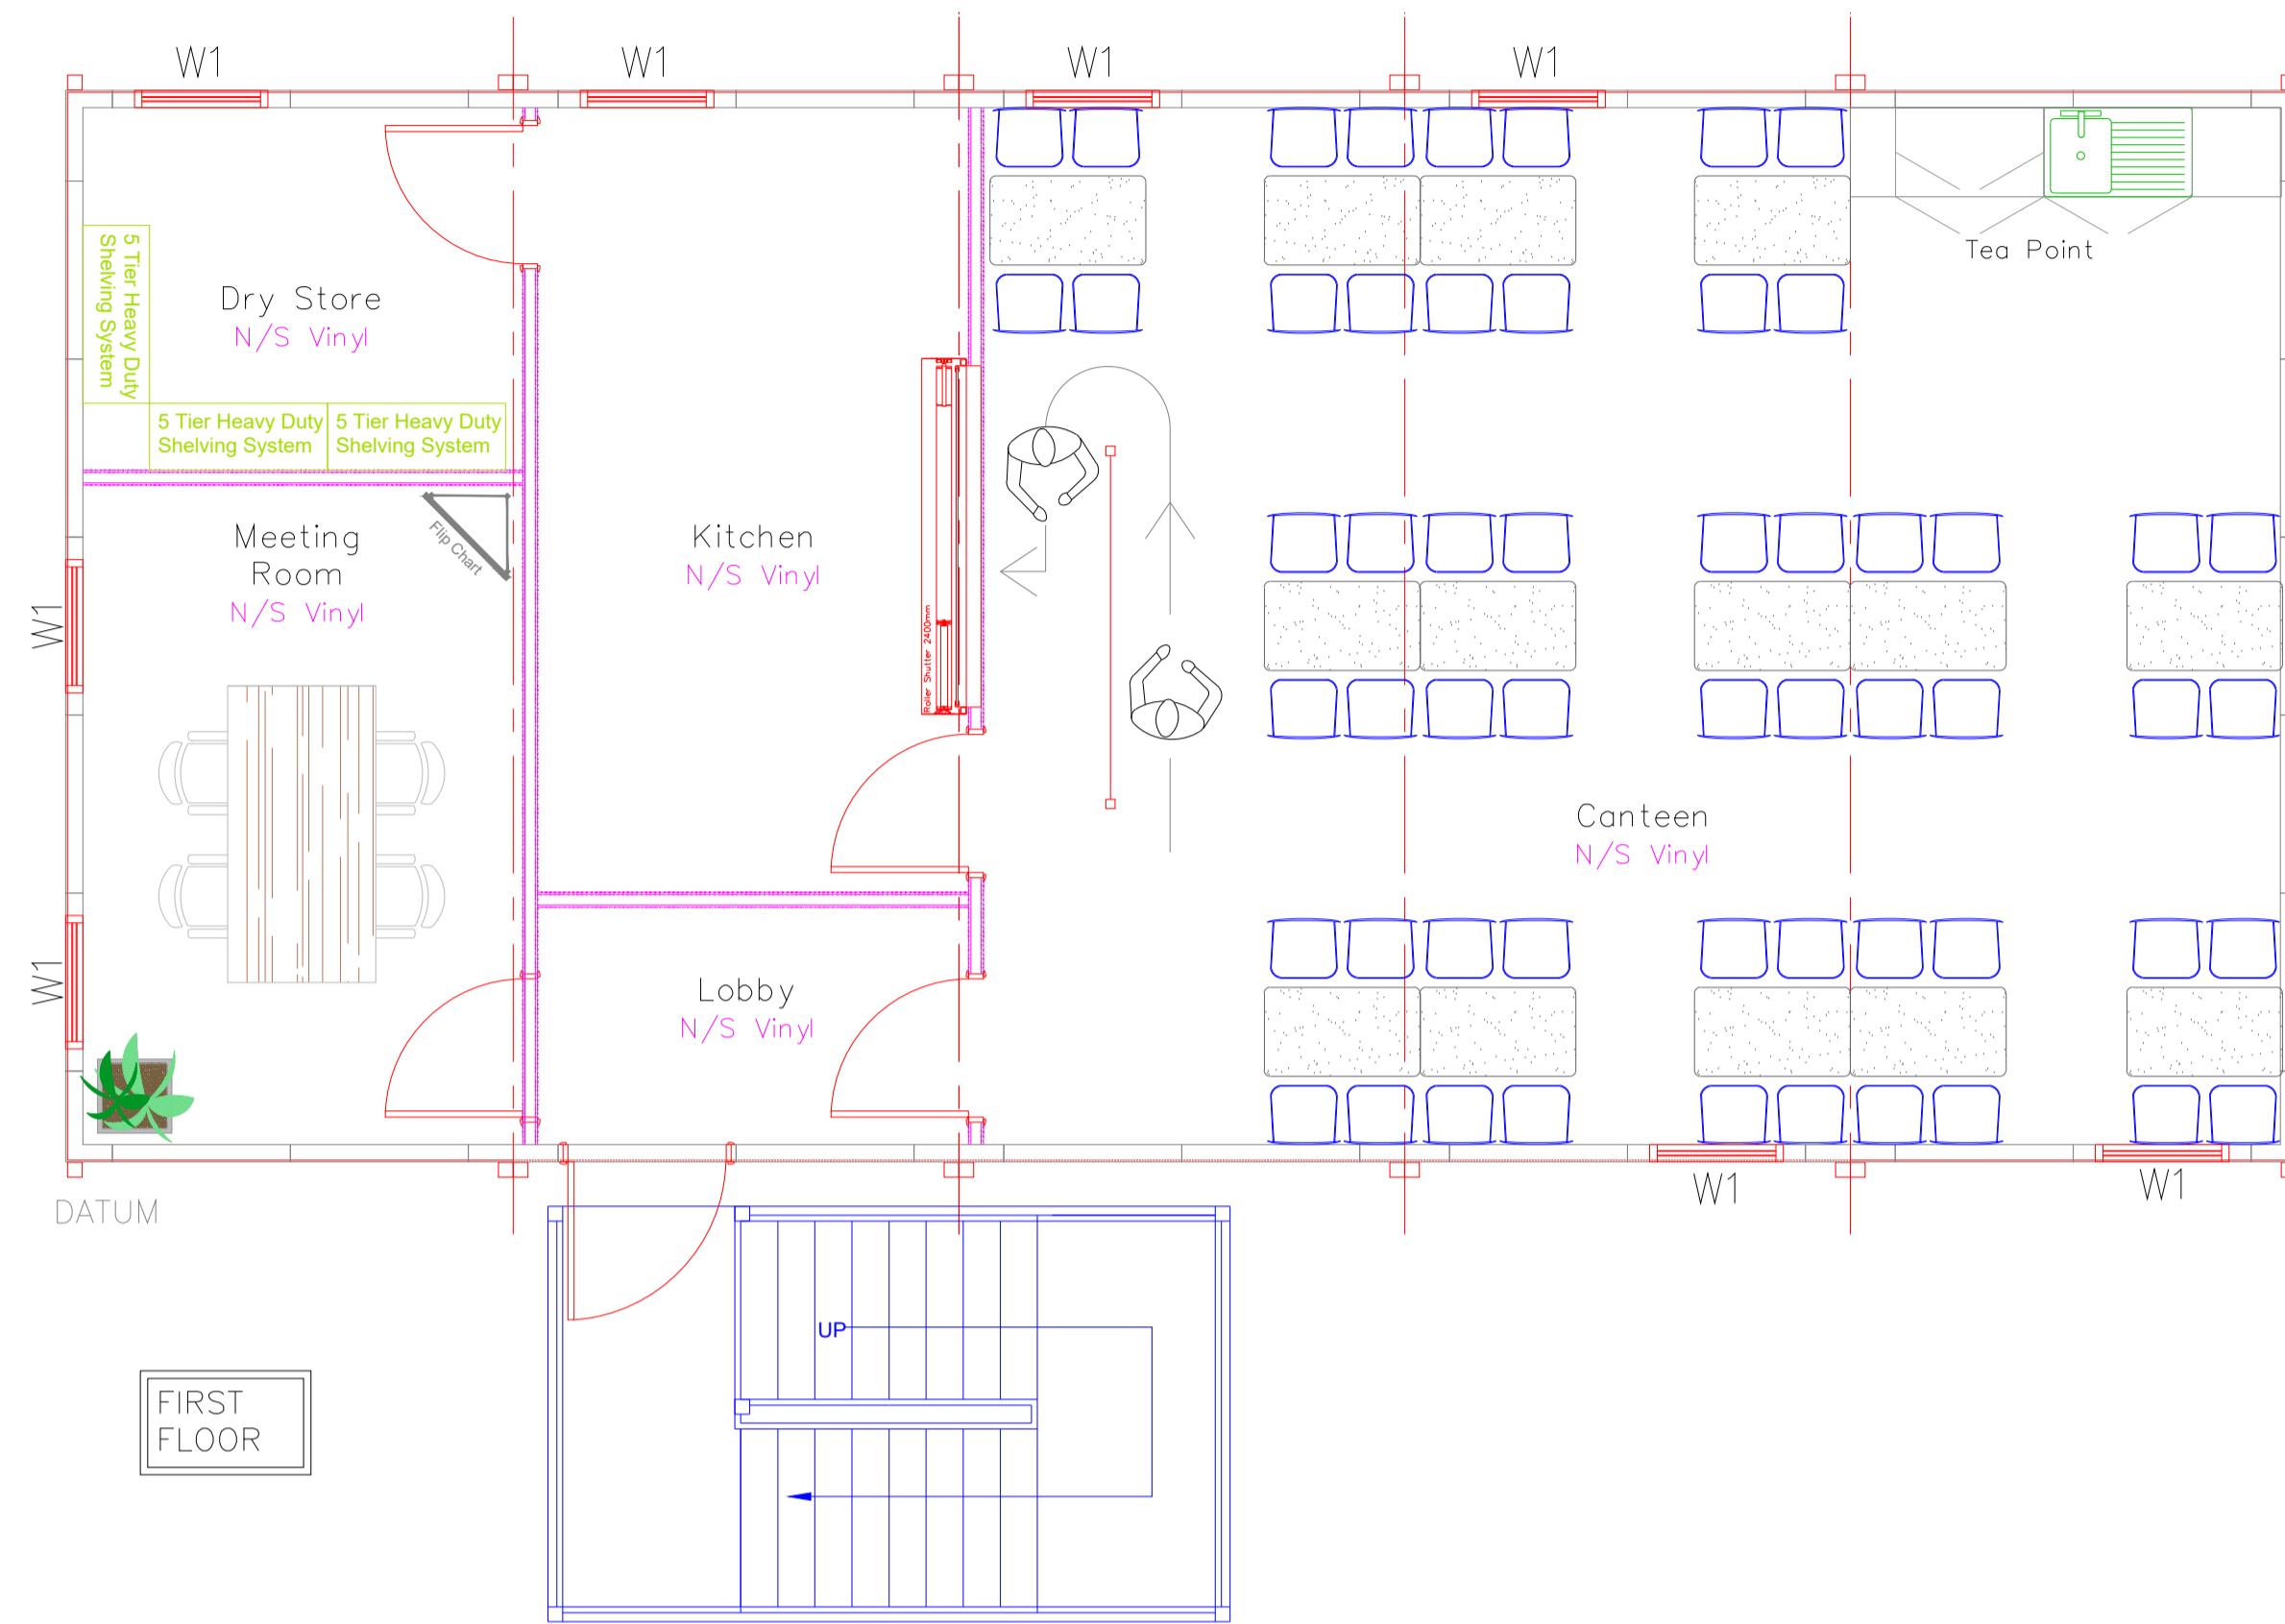 W1
W1
W1
W1
5 Tier Heavy Duty
Shelving System
Dry Store
N/S Vinyl
5 Tier Heavy Duty
Shelving System
5 Tier Heavy Duty
Shelving System
Tea Point
Meeting
Room
N/S Vinyl
Flip Chart
Kitchen
N/S Vinyl
Roller Shutter 2400mm
W1
Canteen
N/S Vinyl
W1
Lobby
N/S Vinyl
W1
W1
DATUM
UP
FIRST
FLOOR